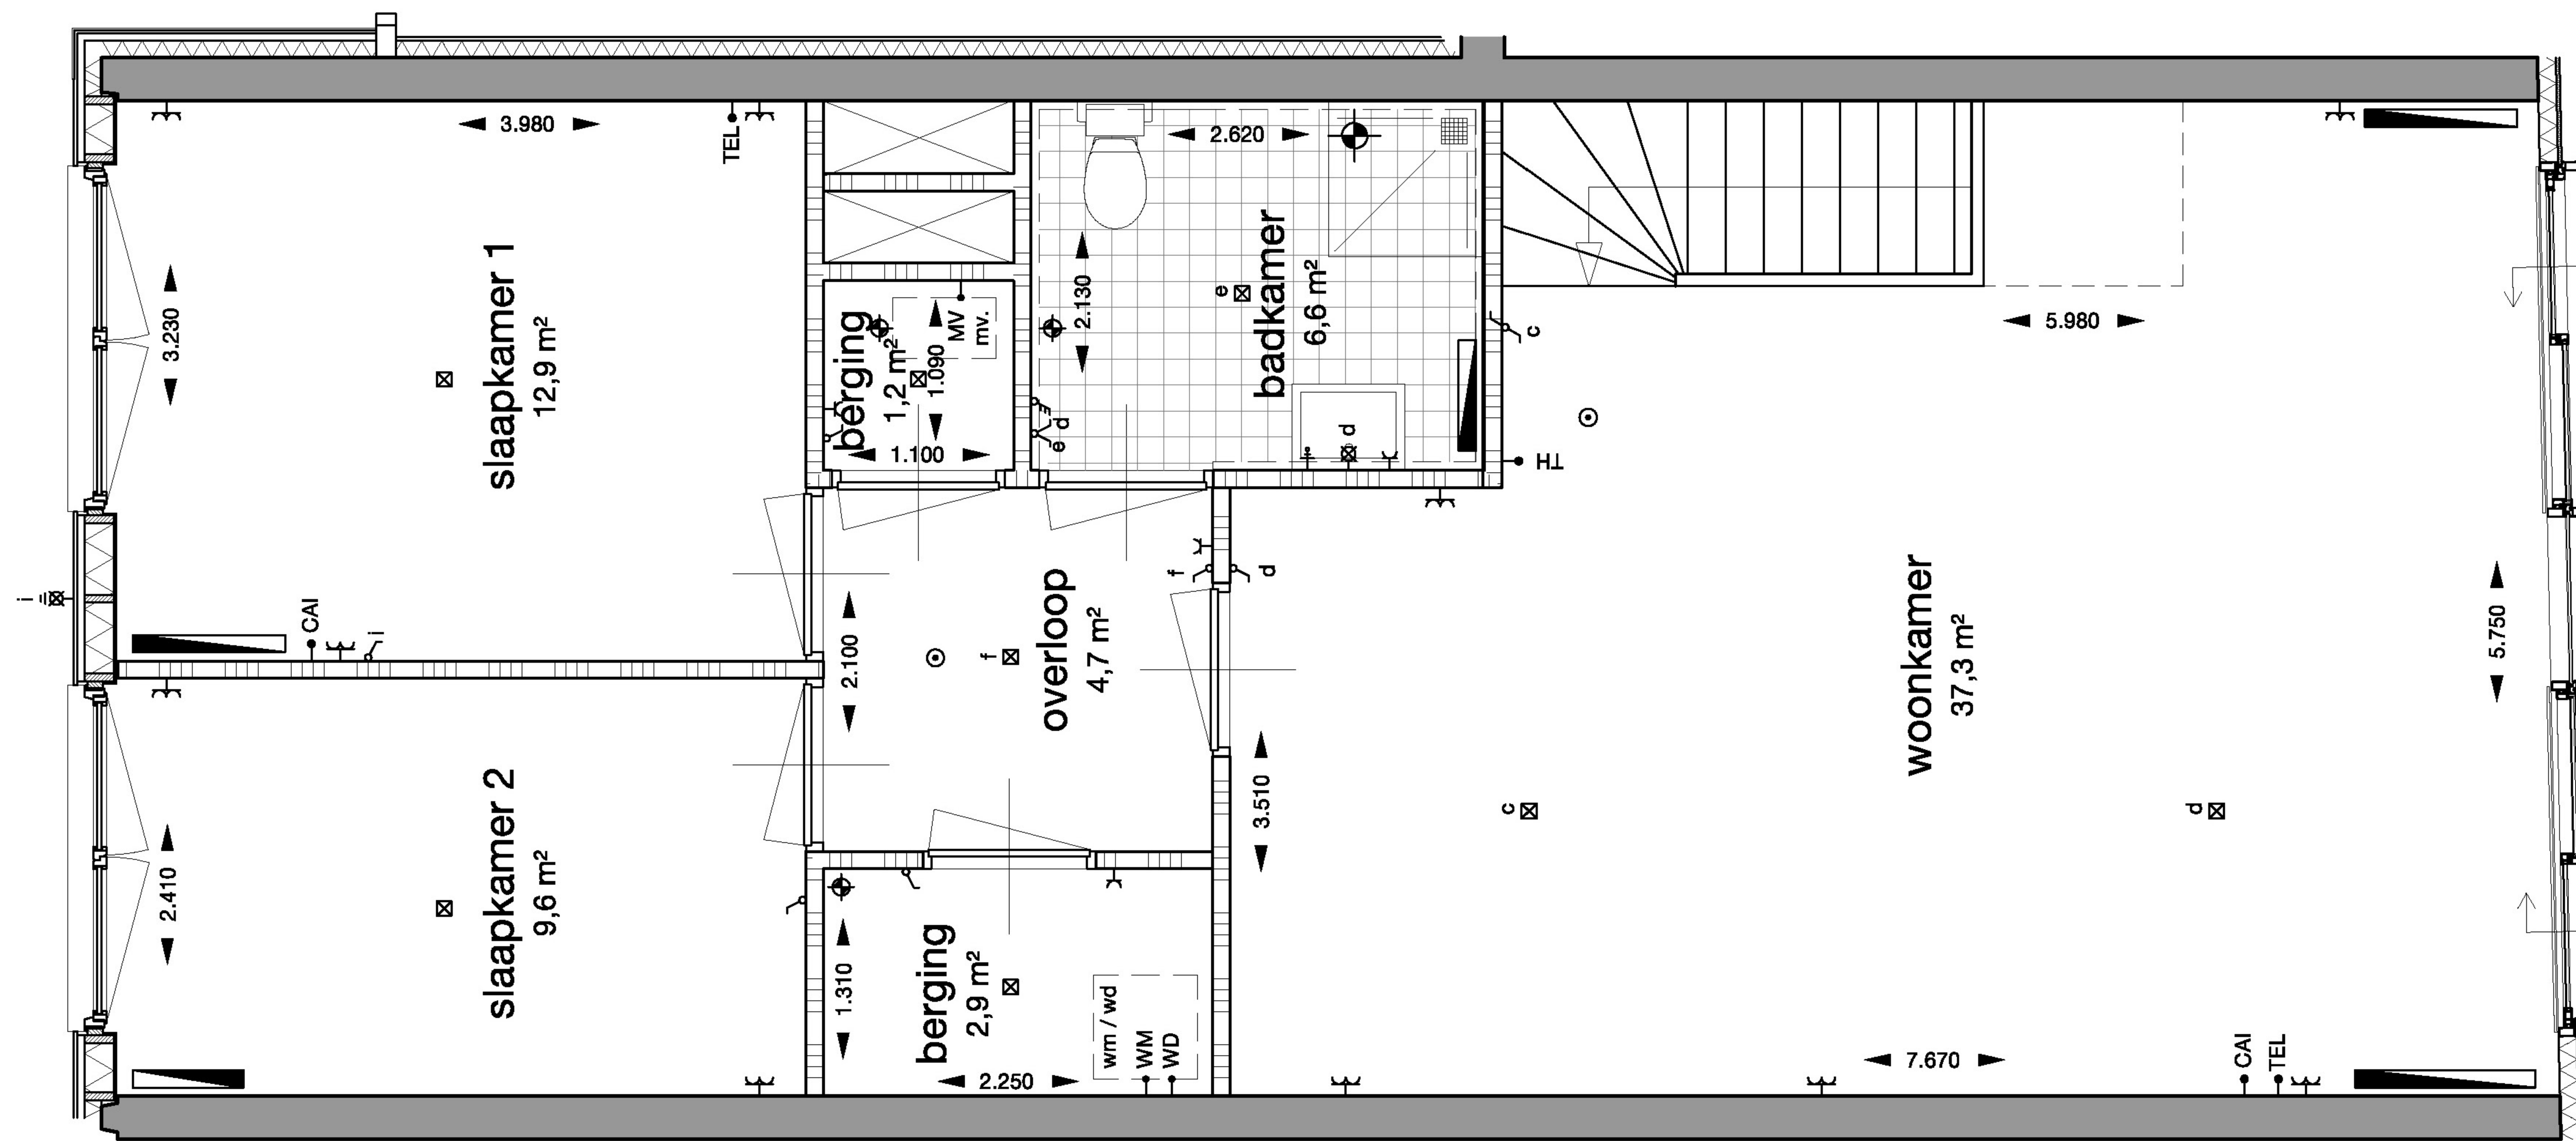 3.980
TEL
slaapkamer 1
12,9 m²
3.230
CAI
i
i
slaapkamer 2
9,6 m²
2.410
berging
1,2 m²
1.090
MV
mv.
1.100
2.620
2.130
e
badkamer
6,6 m²
d
e
d
c
TH
5.980
f
d
2.100
f
overloop
4,7 m²
3.510
woonkamer
37,3 m²
5.750
c
d
1.310
berging
2,9 m²
wm / wd
WM
WD
2.250
7.670
CAI
TEL